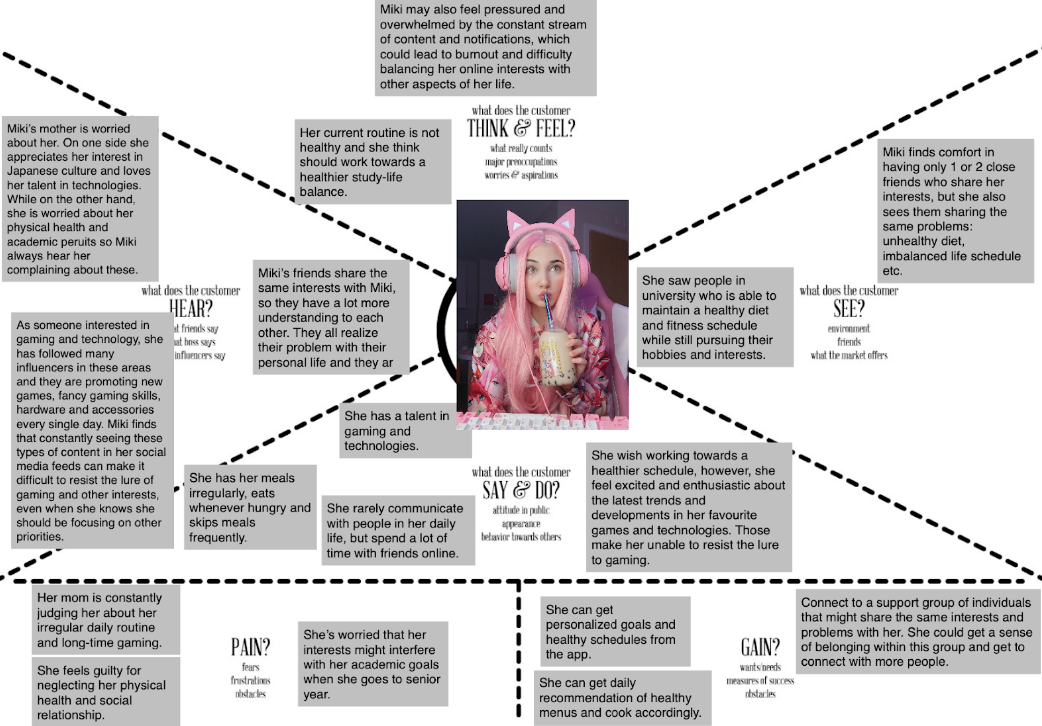 Miki may also feel pressured and
overwhelmed by the constant stream
of content and notifications, which
could lead to burnout and difficulty
balancing her online interests with
other aspects of her life.
what does the customer
THINK & FEEL?
what really counts
major preoccupations
worries & aspirations
Her current routine is not
healthy and she think
should work towards a
healthier study-life
balance.
Miki's mother is worried
about her. On one side she
appreciates her interest in
Japanese culture and loves
her talent in technologies.
While on the other hand,
she is worried about her
physical health and
academic peruits so Miki
always hear her
complaining about these.
what does the customer
HEAR?
at friends say
at boss says
influencers say
Miki's friends share the
same interests with Miki,
so they have a lot more
understanding to each
other. They all realize
their problem with their
personal life and they ar
As someone interested in
gaming and technology, she
has followed many
influencers in these areas
and they are promoting new
games, fancy gaming skills,
hardware and accessories
every single day. Miki finds
that constantly seeing these
types of content in her social
media feeds can make it
difficult to resist the lure of
gaming and other interests,
even when she knows she
should be focusing on other
priorities.
Miki finds comfort in
having only 1 or 2 close
friends who share her
interests, but she also
sees them sharing the
same problems:
unhealthy diet,
imbalanced life schedule
etc.
She saw people in
university who is able to
maintain a healthy diet
and fitness schedule
while still pursuing their
hobbies and interests.
what does the customer
SEE?
environment
friends
what the market offers
She has a talent in
gaming and
technologies.
She has her meals
irregularly, eats
whenever hungry and
skips meals
frequently.
She rarely communicate
with people in her daily
life, but spend a lot of
time with friends online.
what does the customer
SAY & DO?
attitude in public
appearance
behavior towards others
She wish working towards a
healthier schedule, however, she
feel excited and enthusiastic about
the latest trends and
developments in her favourite
games and technologies. Those
make her unable to resist the lure
to gaming.
Her mom is constantly
judging her about her
irregular daily routine
and long-time gaming.
She feels guilty for
neglecting her physical
health and social
relationship.
PAIN?
fears
frustrations
obstacles
She's worried that her
interests might interfere
with her academic goals
when she goes to senior
year.
She can get
personalized goals and
healthy schedules from
the app.
She can get daily
recommendation of healthy
menus and cook accordingly.
GAIN?
wants/needs
measures of success
obstacles
Connect to a support group of individuals
that might share the same interests and
problems with her. She could get a sense
of belonging within this group and get to
connect with more people.